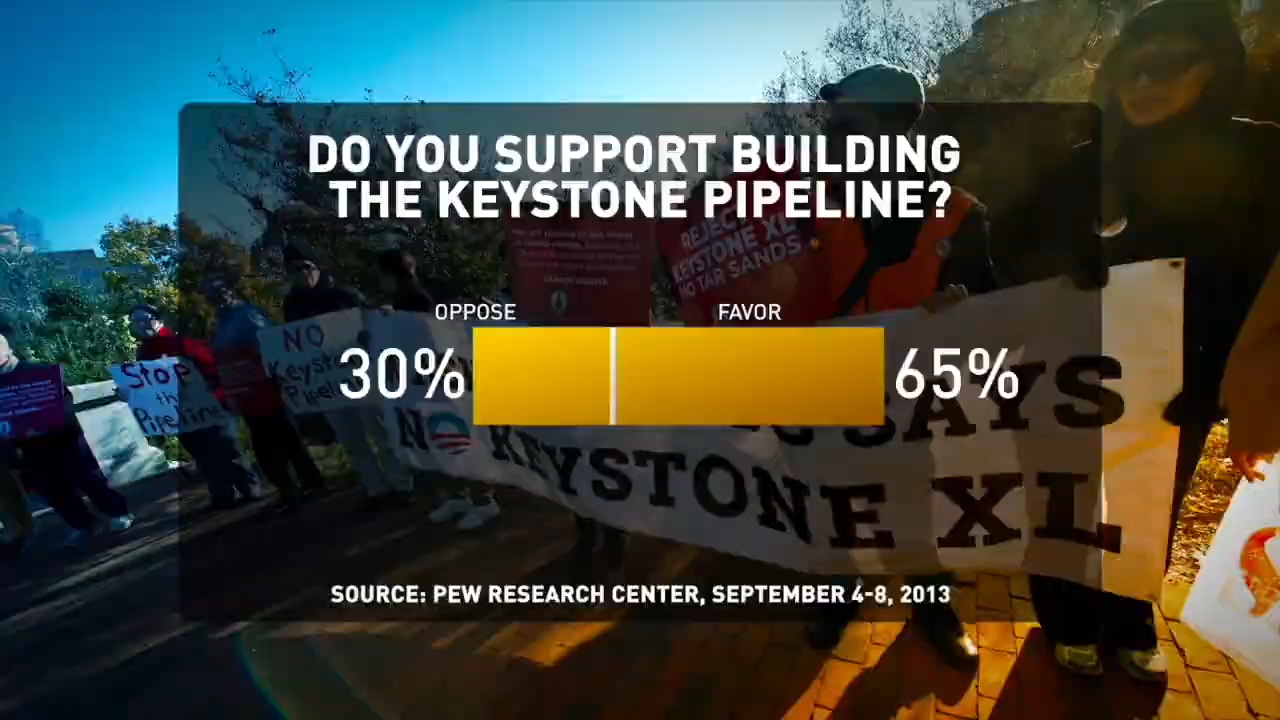 DO YOU SUPPORT BUILDING
THE KEYSTONE PIPELINE?
REJECT
KEYSTONE XL
NO TAR SANDS
OPPOSE
FAVOR
30%
65%
NO
Keystone
Pipeline
Stop
the
Pipeline
SAYS
NO KEYSTONE XL
SOURCE: PEW RESEARCH CENTER, SEPTEMBER 4-8, 2013